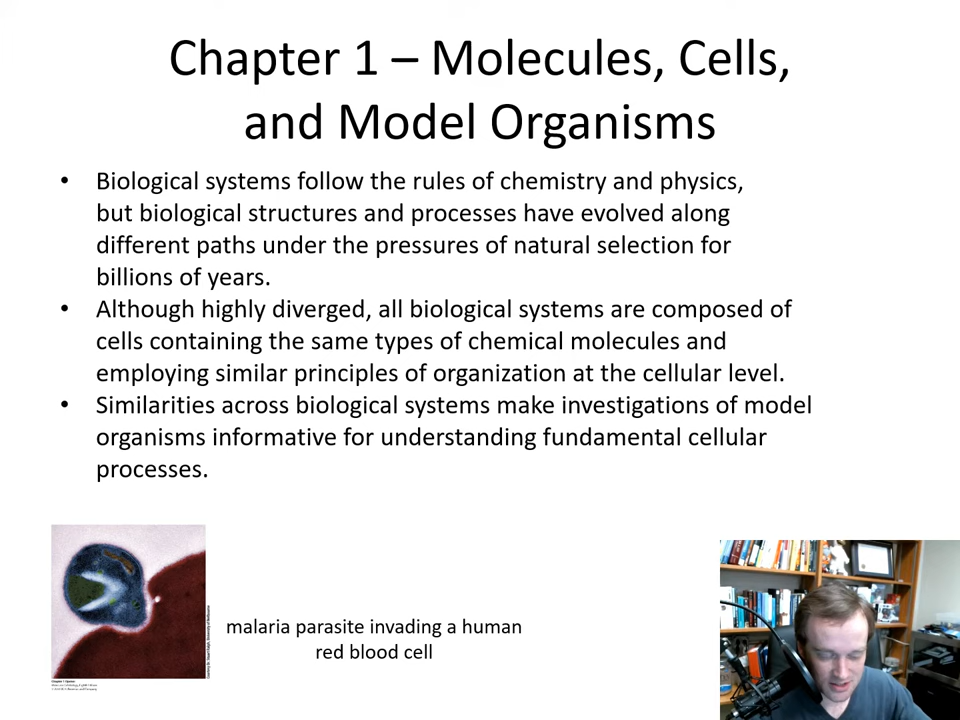 Chapter 1 – Molecules, Cells,
and Model Organisms
• Biological systems follow the rules of chemistry and physics,
but biological structures and processes have evolved along
different paths under the pressures of natural selection for
billions of years.
• Although highly diverged, all biological systems are composed of
cells containing the same types of chemical molecules and
employing similar principles of organization at the cellular level.
• Similarities across biological systems make investigations of model
organisms informative for understanding fundamental cellular
processes.
malaria parasite invading a human
red blood cell